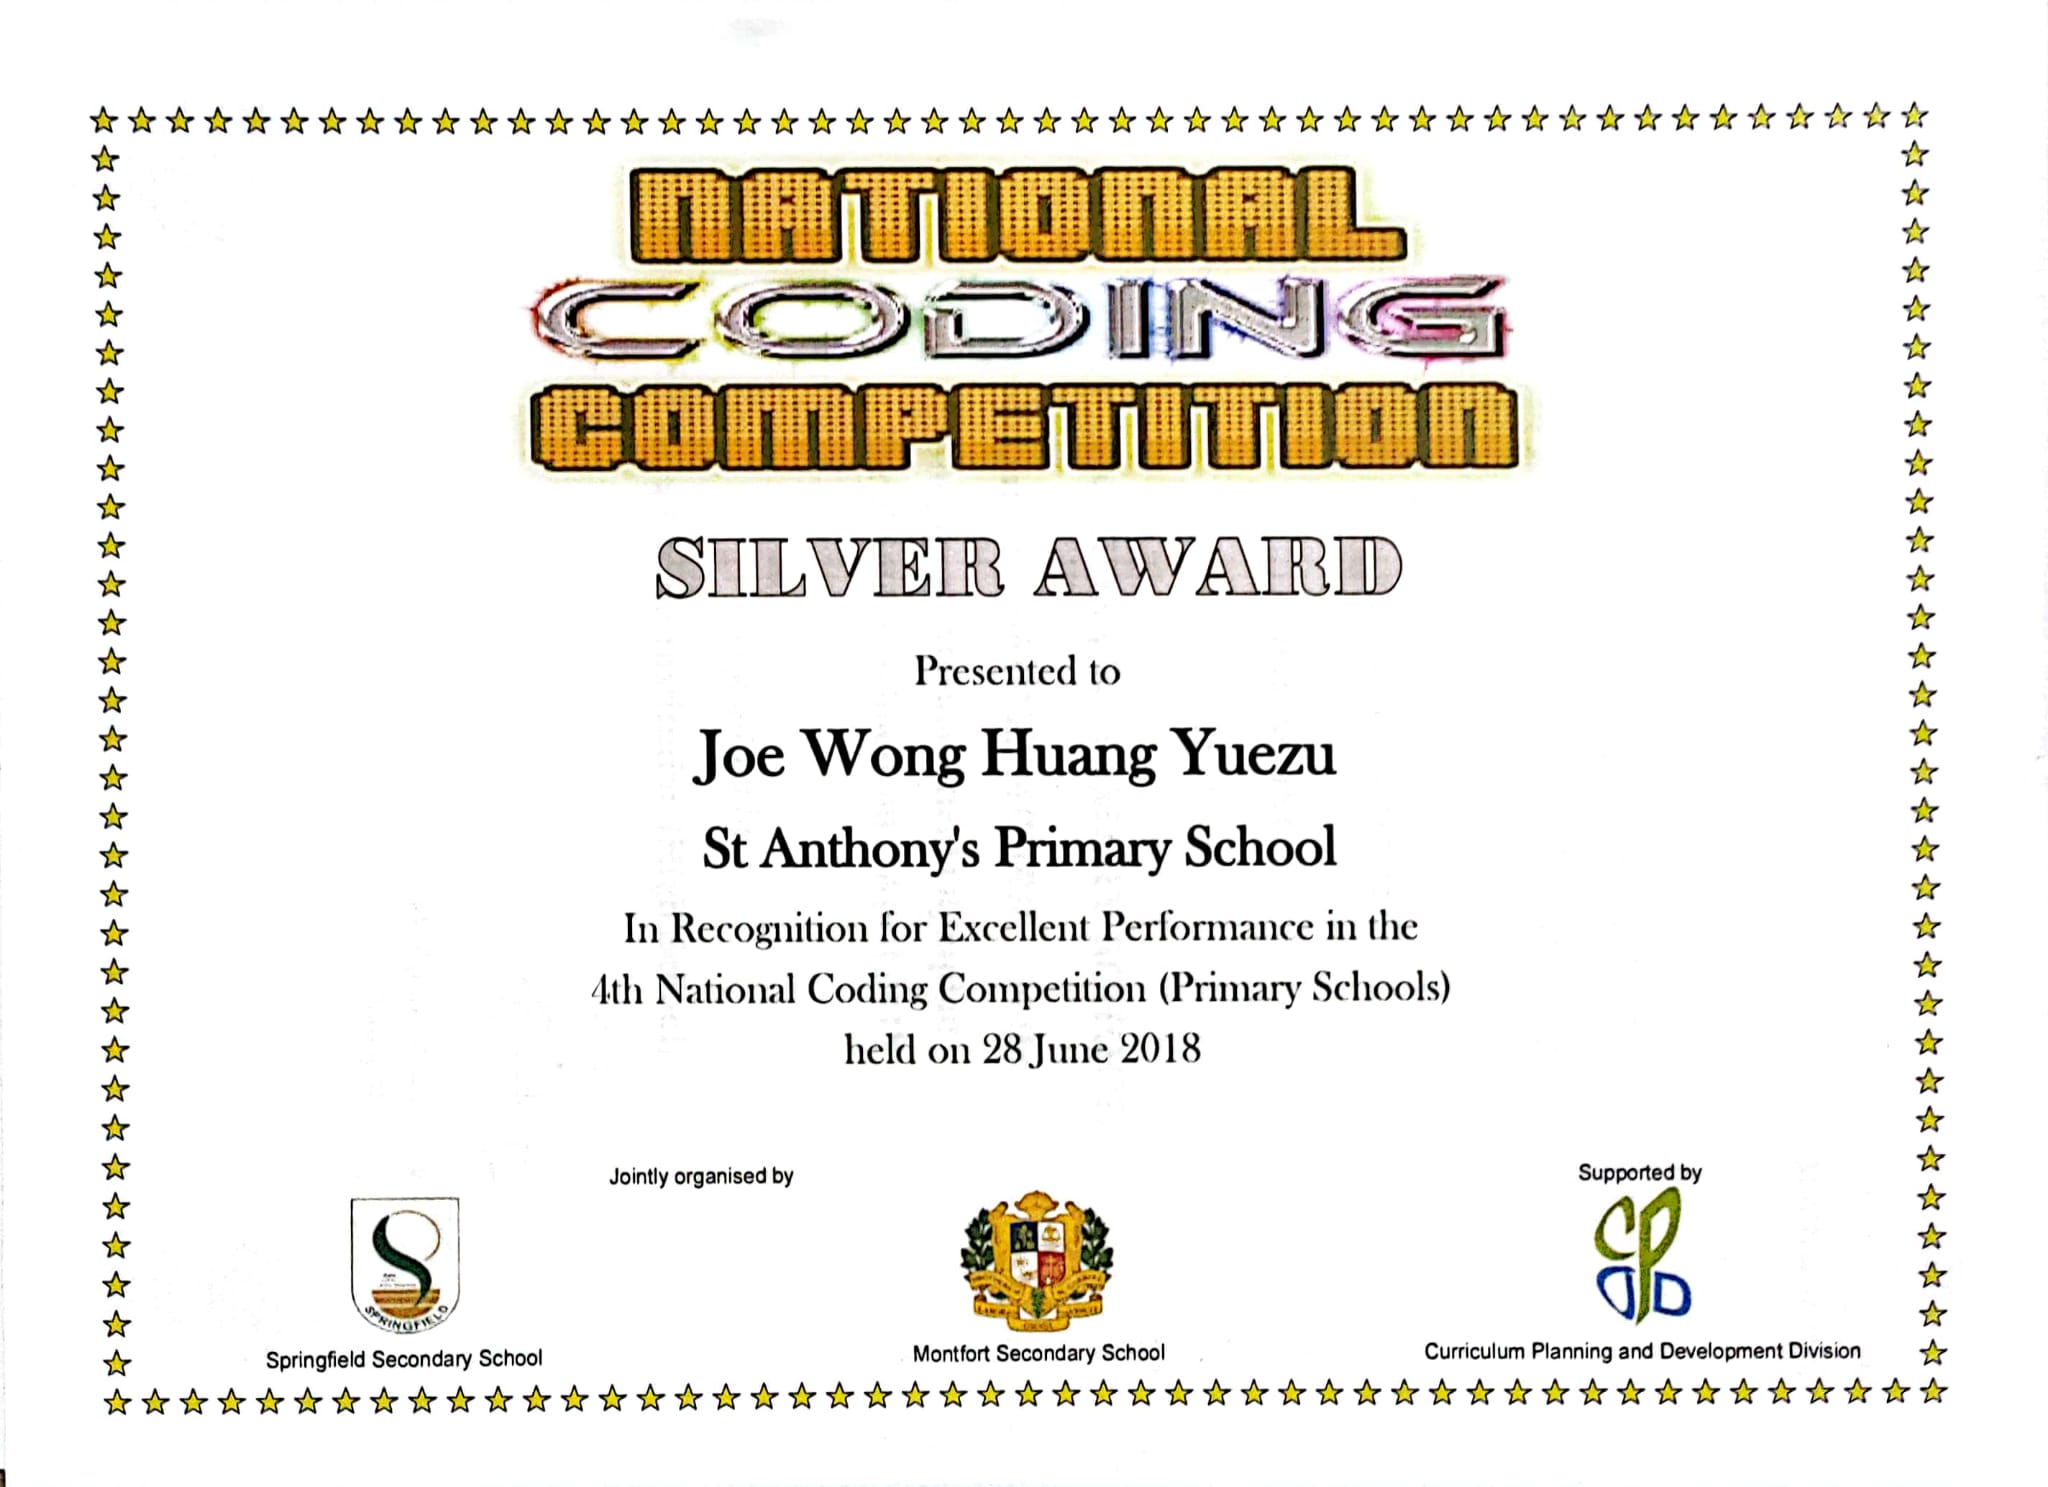 NATIONAL
CODING
COMPETITION
SILVER AWARD
Presented to
Joe Wong Huang Yuezu
St Anthony's Primary School
In Recognition for Excellent Performance in the
4th National Coding Competition (Primary Schools)
held on 28 June 2018
Jointly organised by
Supported by
SPRINGFIELD
CPDD
Springfield Secondary School
Montfort Secondary School
Curriculum Planning and Development Division